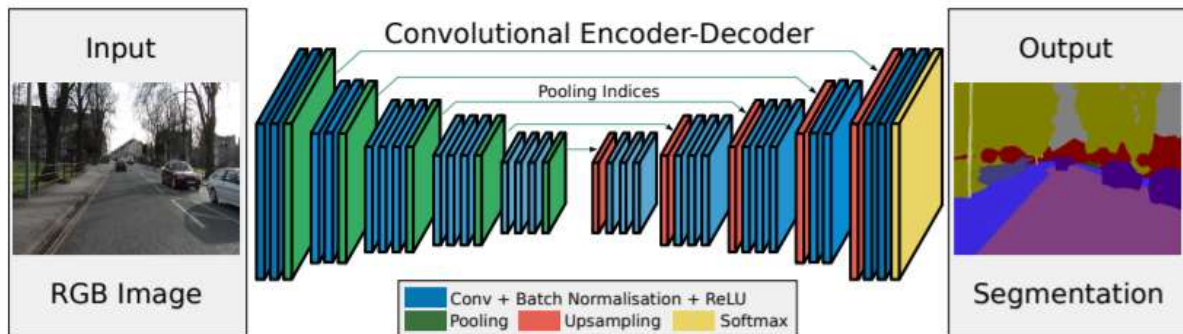 Input
RGB Image
Convolutional Encoder-Decoder
Pooling Indices
Conv + Batch Normalisation + ReLU
Pooling Upsampling Softmax
Output
Segmentation